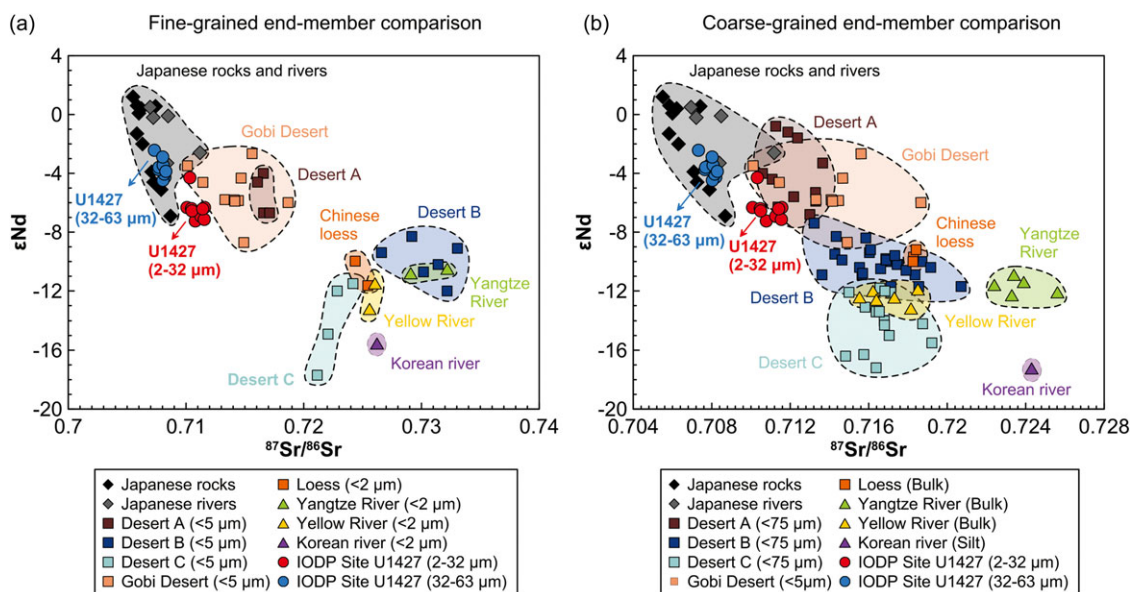 (a)
Fine-grained end-member comparison
4
0
-4
-8
-12
-16
-20
εNd
Japanese rocks and rivers
Gobi Desert
Desert A
U1427
(32-63 μm)
U1427
(2-32 μm)
Chinese
loess
Desert B
Yangtze
River
Yellow River
Korean river
Desert C
0.7
0.71
0.72
0.73
0.74
⁸⁷Sr/⁸⁶Sr
Japanese rocks
Japanese rivers
Desert A (<5 μm)
Desert B (<5 μm)
Desert C (<5 μm)
Gobi Desert (<5 μm)
Loess (<2 μm)
Yangtze River (<2 μm)
Yellow River (<2 μm)
Korean river (<2 μm)
IODP Site U1427 (2-32 μm)
IODP Site U1427 (32-63 μm)
(b)
Coarse-grained end-member comparison
4
0
-4
-8
-12
-16
-20
εNd
Japanese rocks and rivers
Desert A
Gobi Desert
U1427
(32-63 μm)
U1427
(2-32 μm)
Chinese
loess
Yangtze
River
Desert B
Yellow River
Desert C
Korean river
0.704
0.708
0.712
0.716
0.72
0.724
0.728
⁸⁷Sr/⁸⁶Sr
Japanese rocks
Japanese rivers
Desert A (<75 μm)
Desert B (<75 μm)
Desert C (<75 μm)
Gobi Desert (<5μm)
Loess (Bulk)
Yangtze River (Bulk)
Yellow River (Bulk)
Korean river (Silt)
IODP Site U1427 (2-32 μm)
IODP Site U1427 (32-63 μm)